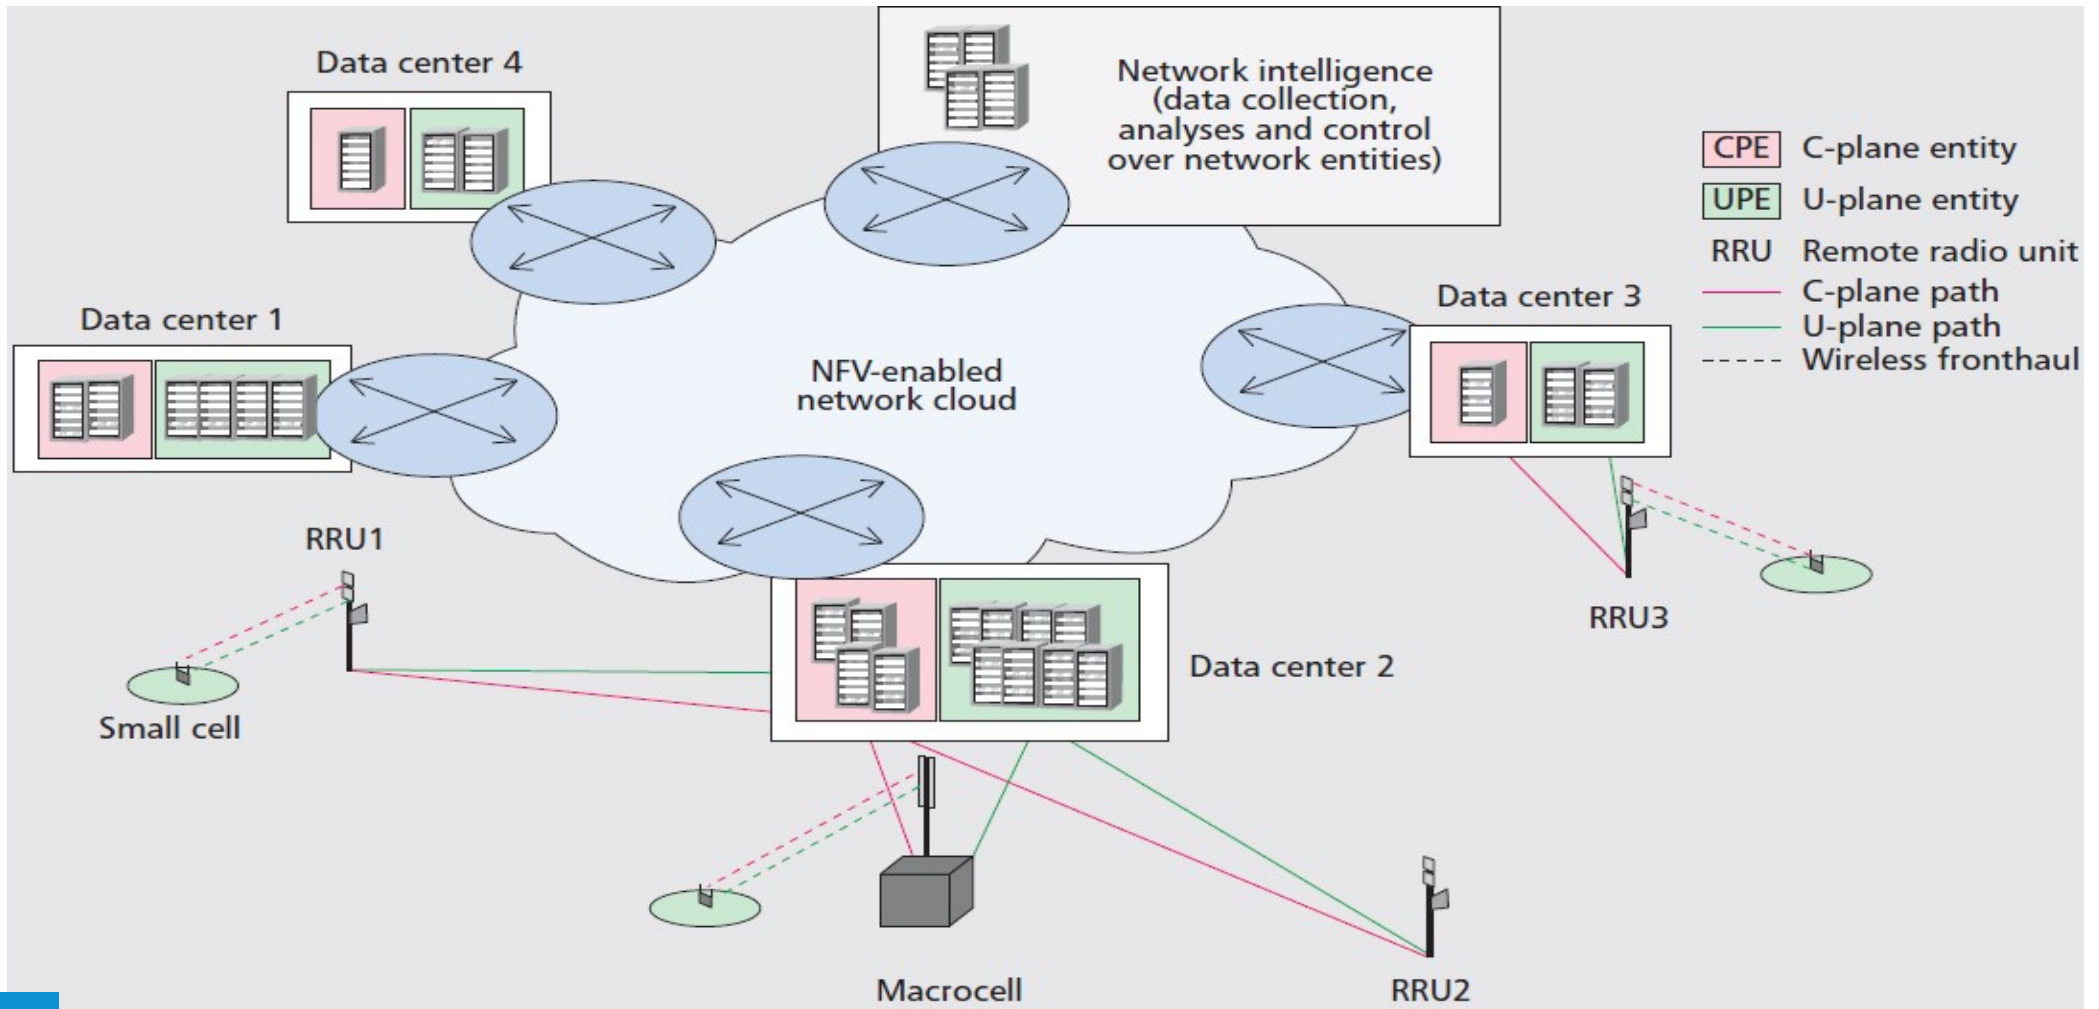 Data center 4
Network intelligence
(data collection,
analyses and control
over network entities)
CPE C-plane entity
UPE U-plane entity
RRU Remote radio unit
C-plane path
U-plane path
Wireless fronthaul
Data center 3
Data center 1
NFV-enabled
network cloud
RRU1
RRU3
Data center 2
Small cell
Macrocell
RRU2